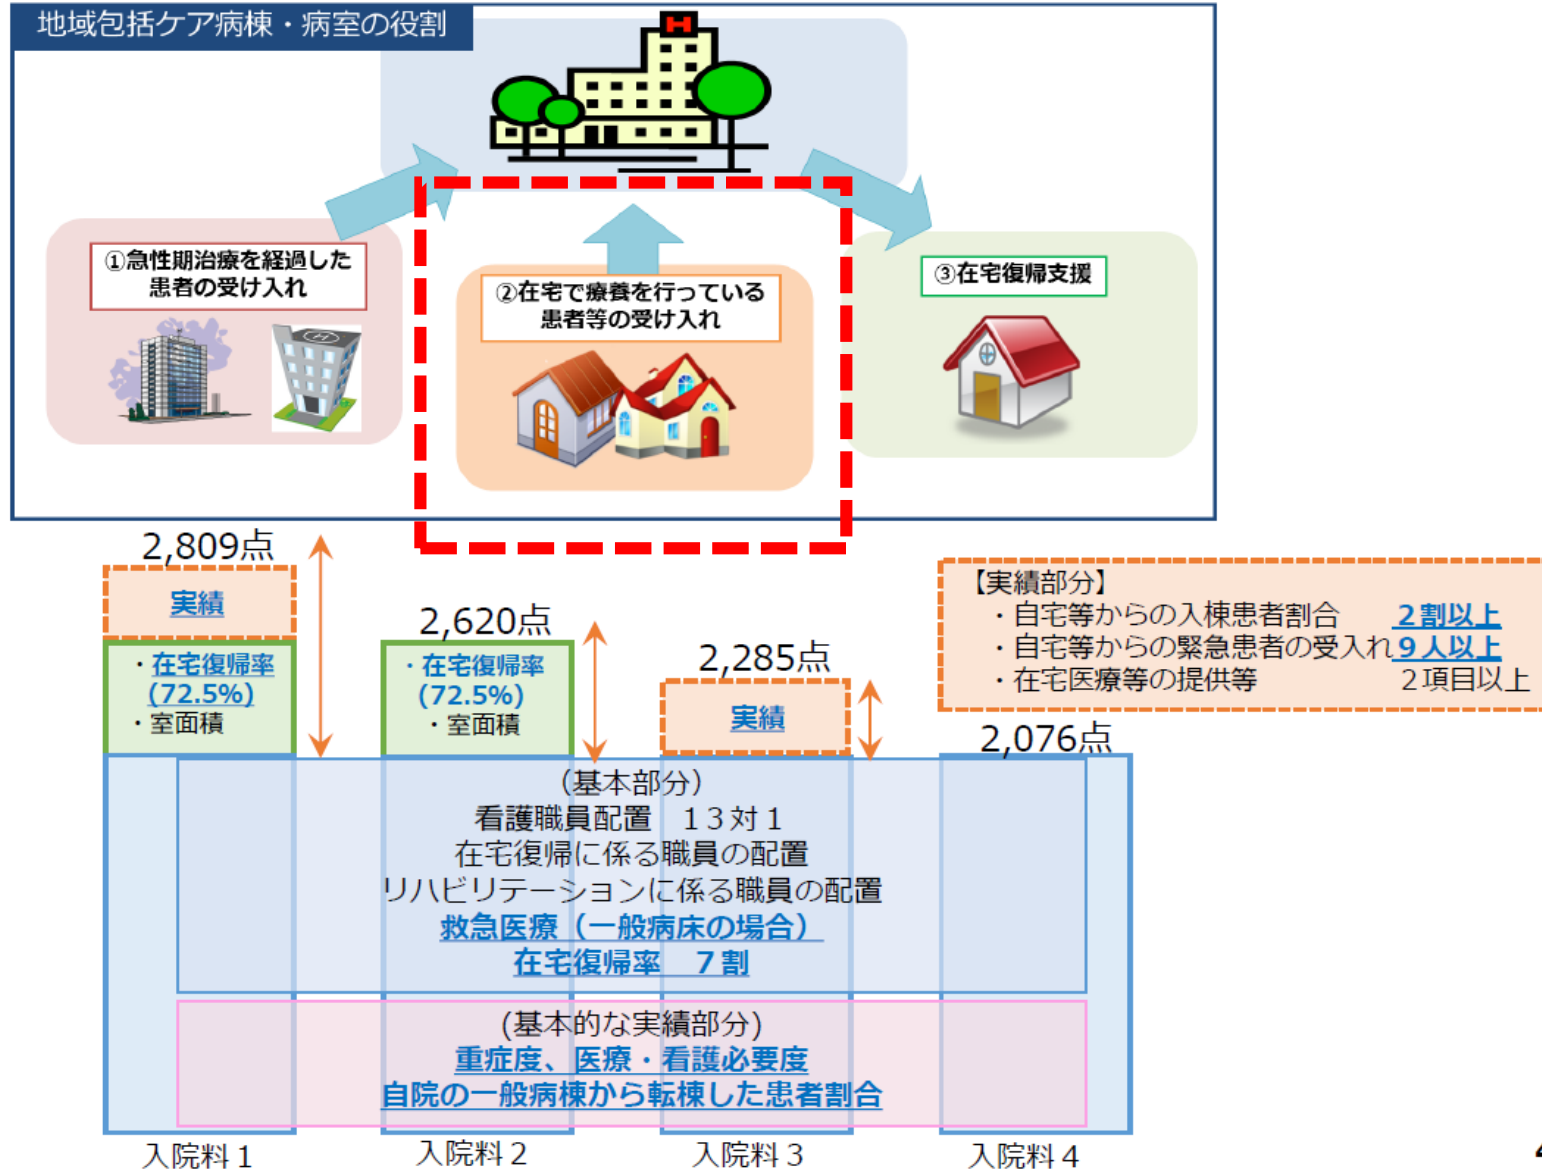 地域包括ケア病棟・病室の役割
H
①急性期治療を経過した
患者の受け入れ
②在宅で療養を行っている
患者等の受け入れ
③在宅復帰支援
H
2,809点
実績
・在宅復帰率
(72.5%)
・室面積
2,620点
・在宅復帰率
(72.5%)
・室面積
2,285点
実績
2,076点
【実績部分】
・自宅等からの入棟患者割合 ２割以上
・自宅等からの緊急患者の受入れ ９人以上
・在宅医療等の提供等 ２項目以上
（基本部分）
看護職員配置　１３対１
在宅復帰に係る職員の配置
リハビリテーションに係る職員の配置
救急医療（一般病床の場合）
在宅復帰率　７割
(基本的な実績部分)
重症度、医療・看護必要度
自院の一般病棟から転棟した患者割合
入院料１
入院料２
入院料３
入院料４